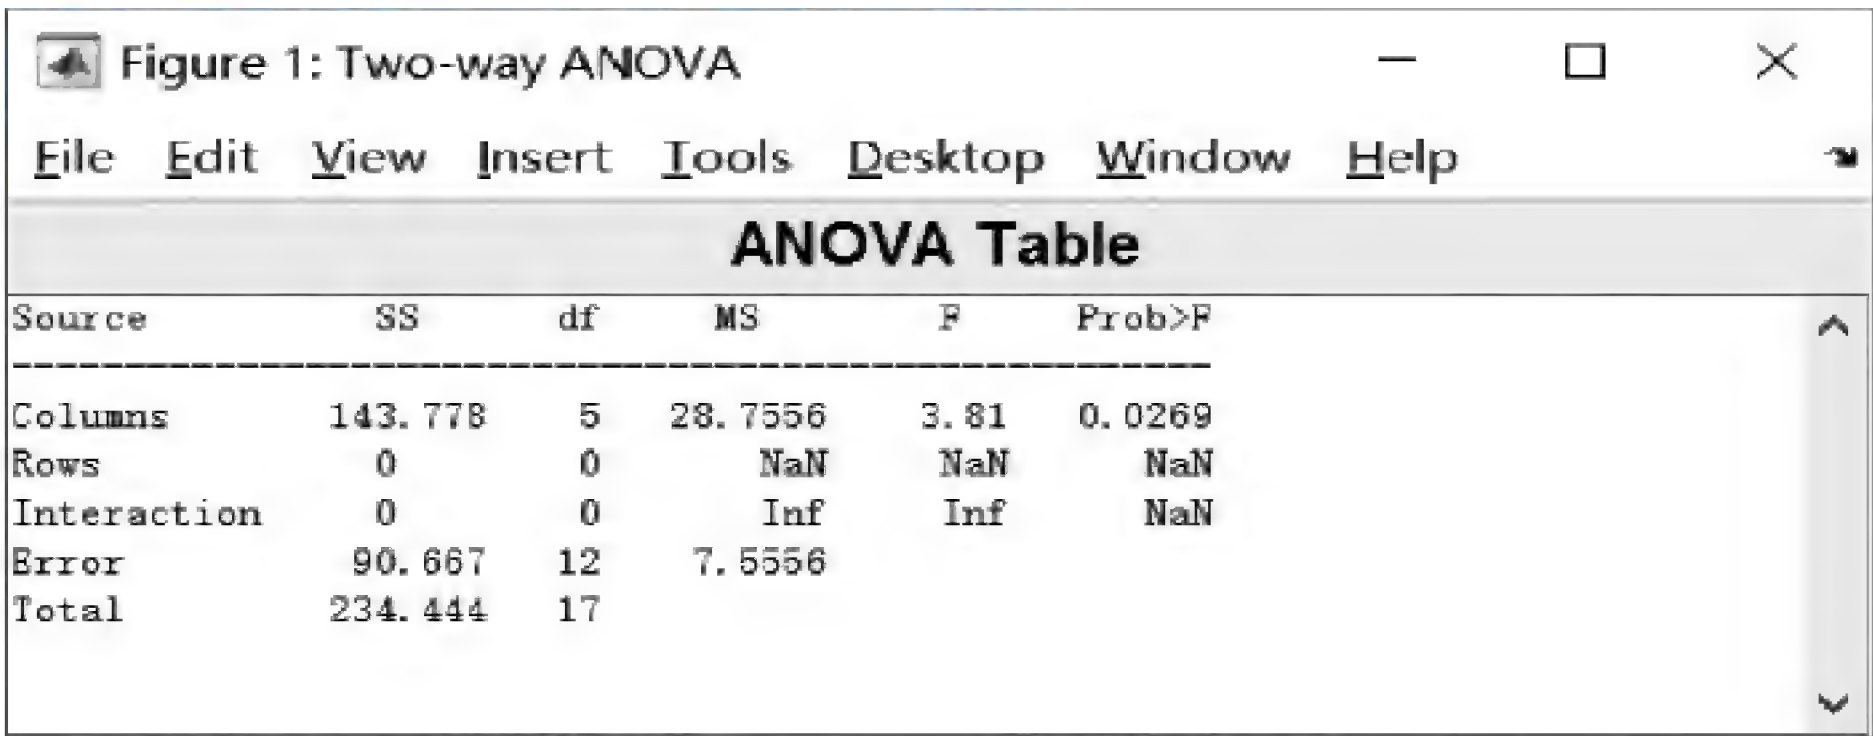 Figure 1: Two-way ANOVA
File Edit View Insert Tools Desktop Window Help
ANOVA Table
Source SS df MS F Prob>F
Columns 143.778 5 28.7556 3.81 0.0269
Rows 0 0 NaN NaN NaN
Interaction 0 0 Inf Inf NaN
Error 90.667 12 7.5556
Total 234.444 17